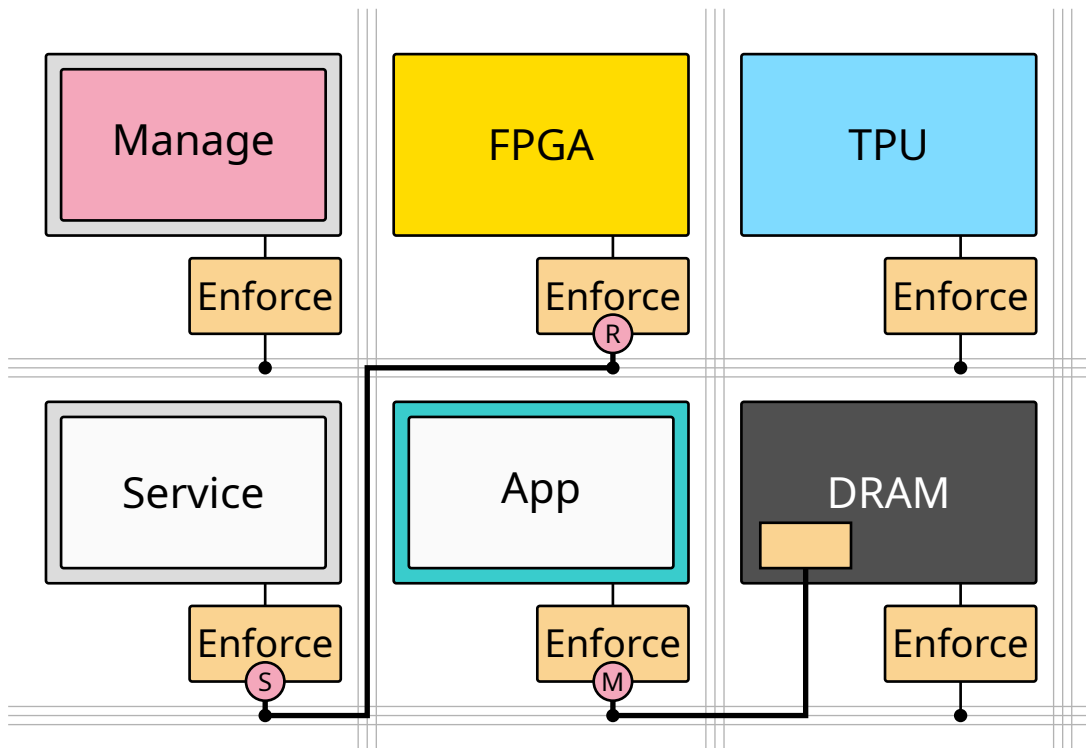 Manage
FPGA
TPU
Enforce
Enforce
Enforce
R
Service
App
DRAM
Enforce
Enforce
Enforce
S
M